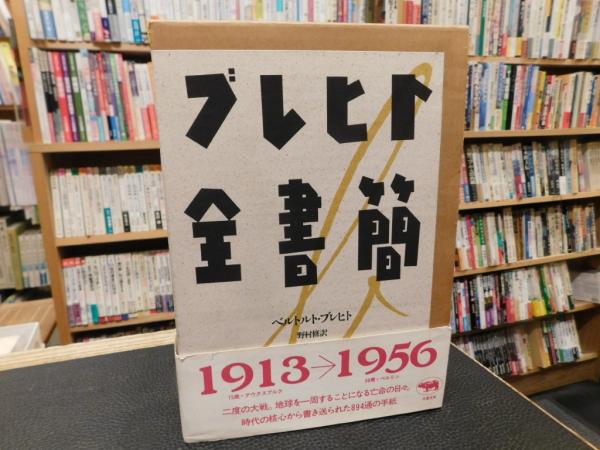 ブレヒト
全書簡
ベルトルト・ブレヒト
野村修訳
1913→1956
15歳・アウクスブルク
58歳・ベルリン
二度の大戦。地球を一周することになる亡命の日々。
時代の核心から書き送られた894通の手紙
晶文社